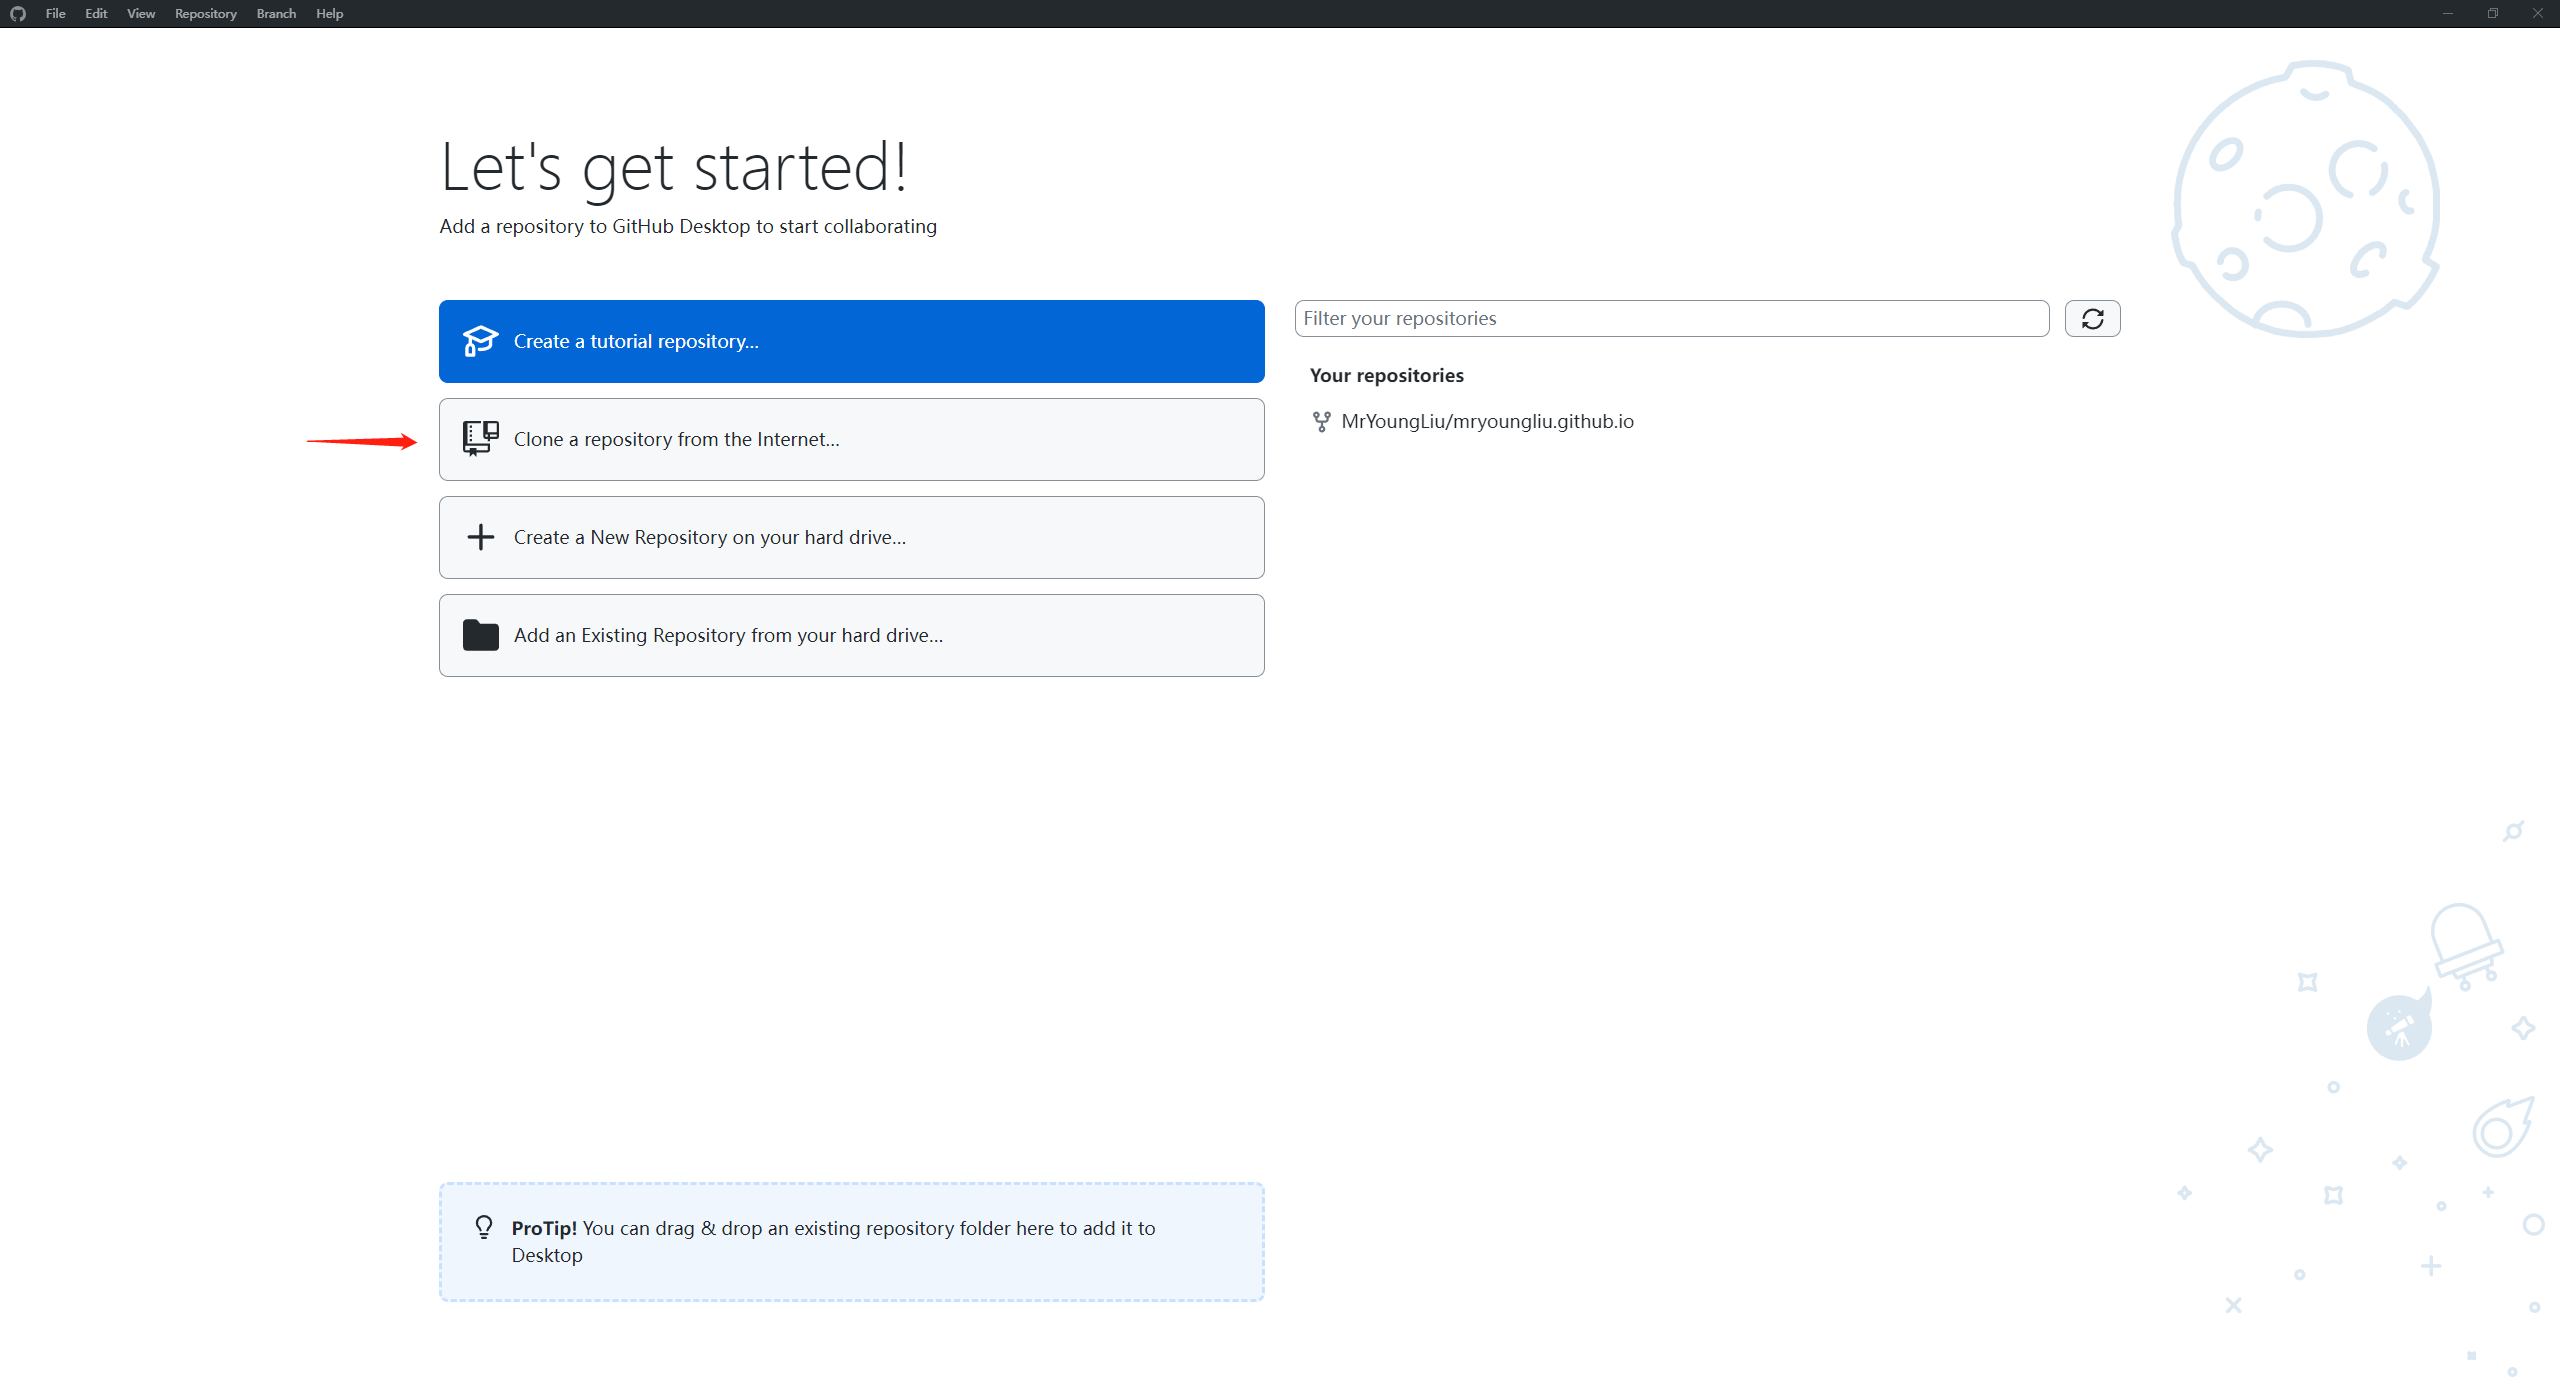 File Edit View Repository Branch Help
Let's get started!
Add a repository to GitHub Desktop to start collaborating
Create a tutorial repository...
Clone a repository from the Internet...
Create a New Repository on your hard drive...
Add an Existing Repository from your hard drive...
Filter your repositories
Your repositories
MrYoungLiu/mryoungliu.github.io
ProTip! You can drag & drop an existing repository folder here to add it to
Desktop